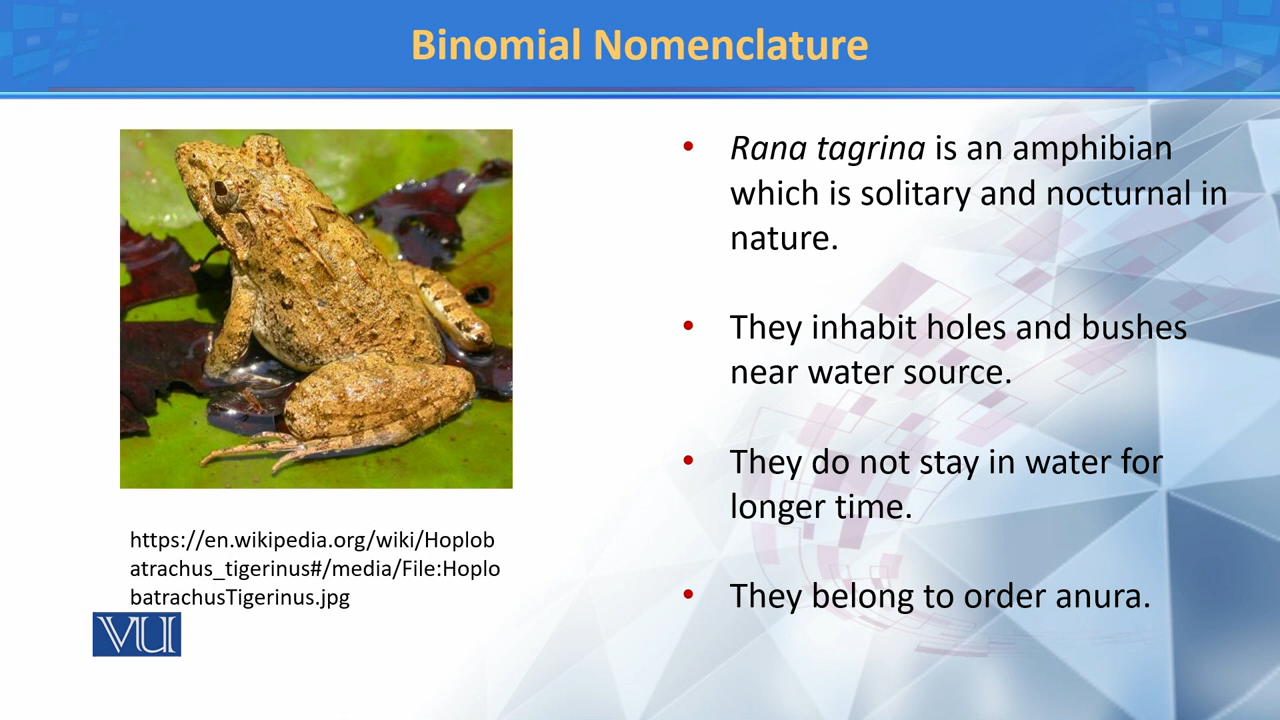 Binomial Nomenclature
• Rana tagrina is an amphibian
which is solitary and nocturnal in
nature.
• They inhabit holes and bushes
near water source.
• They do not stay in water for
longer time.
• They belong to order anura.
https://en.wikipedia.org/wiki/Hoplob
atrachus_tigerinus#/media/File:Hoplo
batrachusTigerinus.jpg
VU